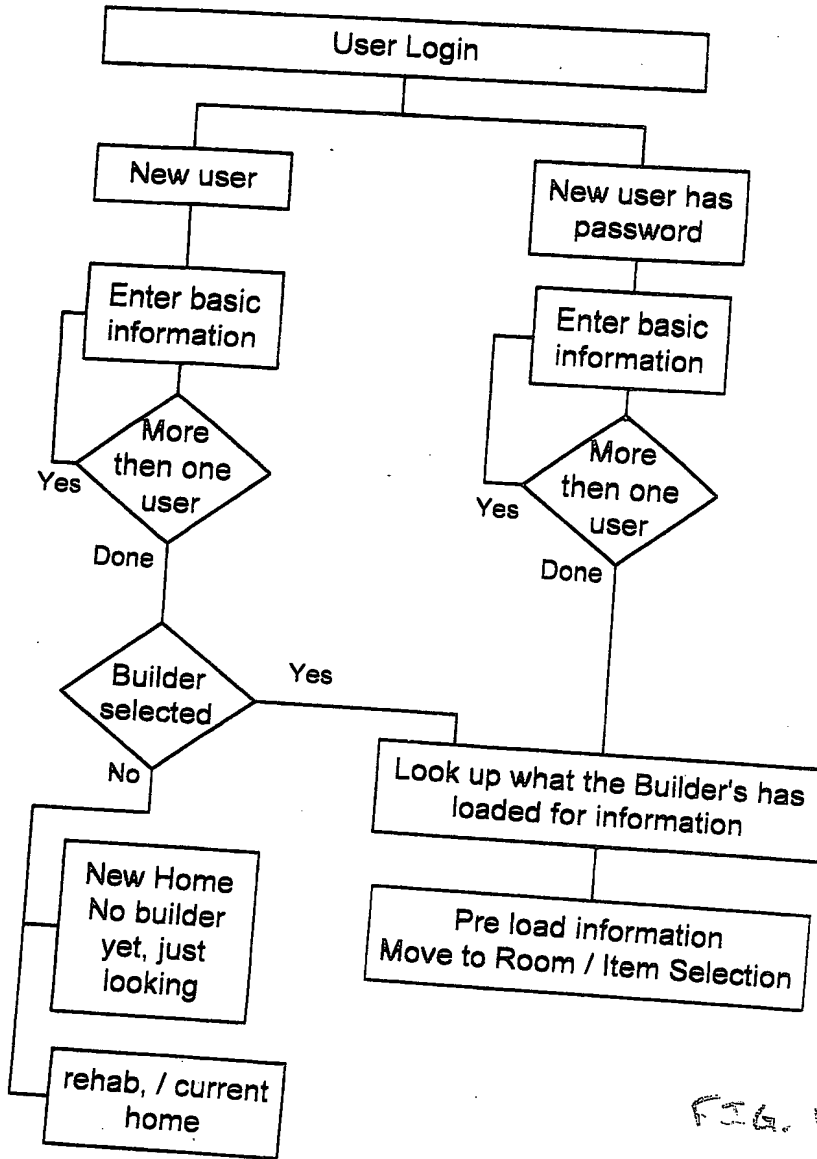 User Login
New user
New user has
password
Enter basic
information
Enter basic
information
More
then one
user
Yes
Done
More
then one
user
Yes
Done
Builder
selected
Yes
No
Look up what the Builder's has
loaded for information
New Home
No builder
yet, just
looking
Pre load information
Move to Room / Item Selection
rehab, / current
home
FIG.